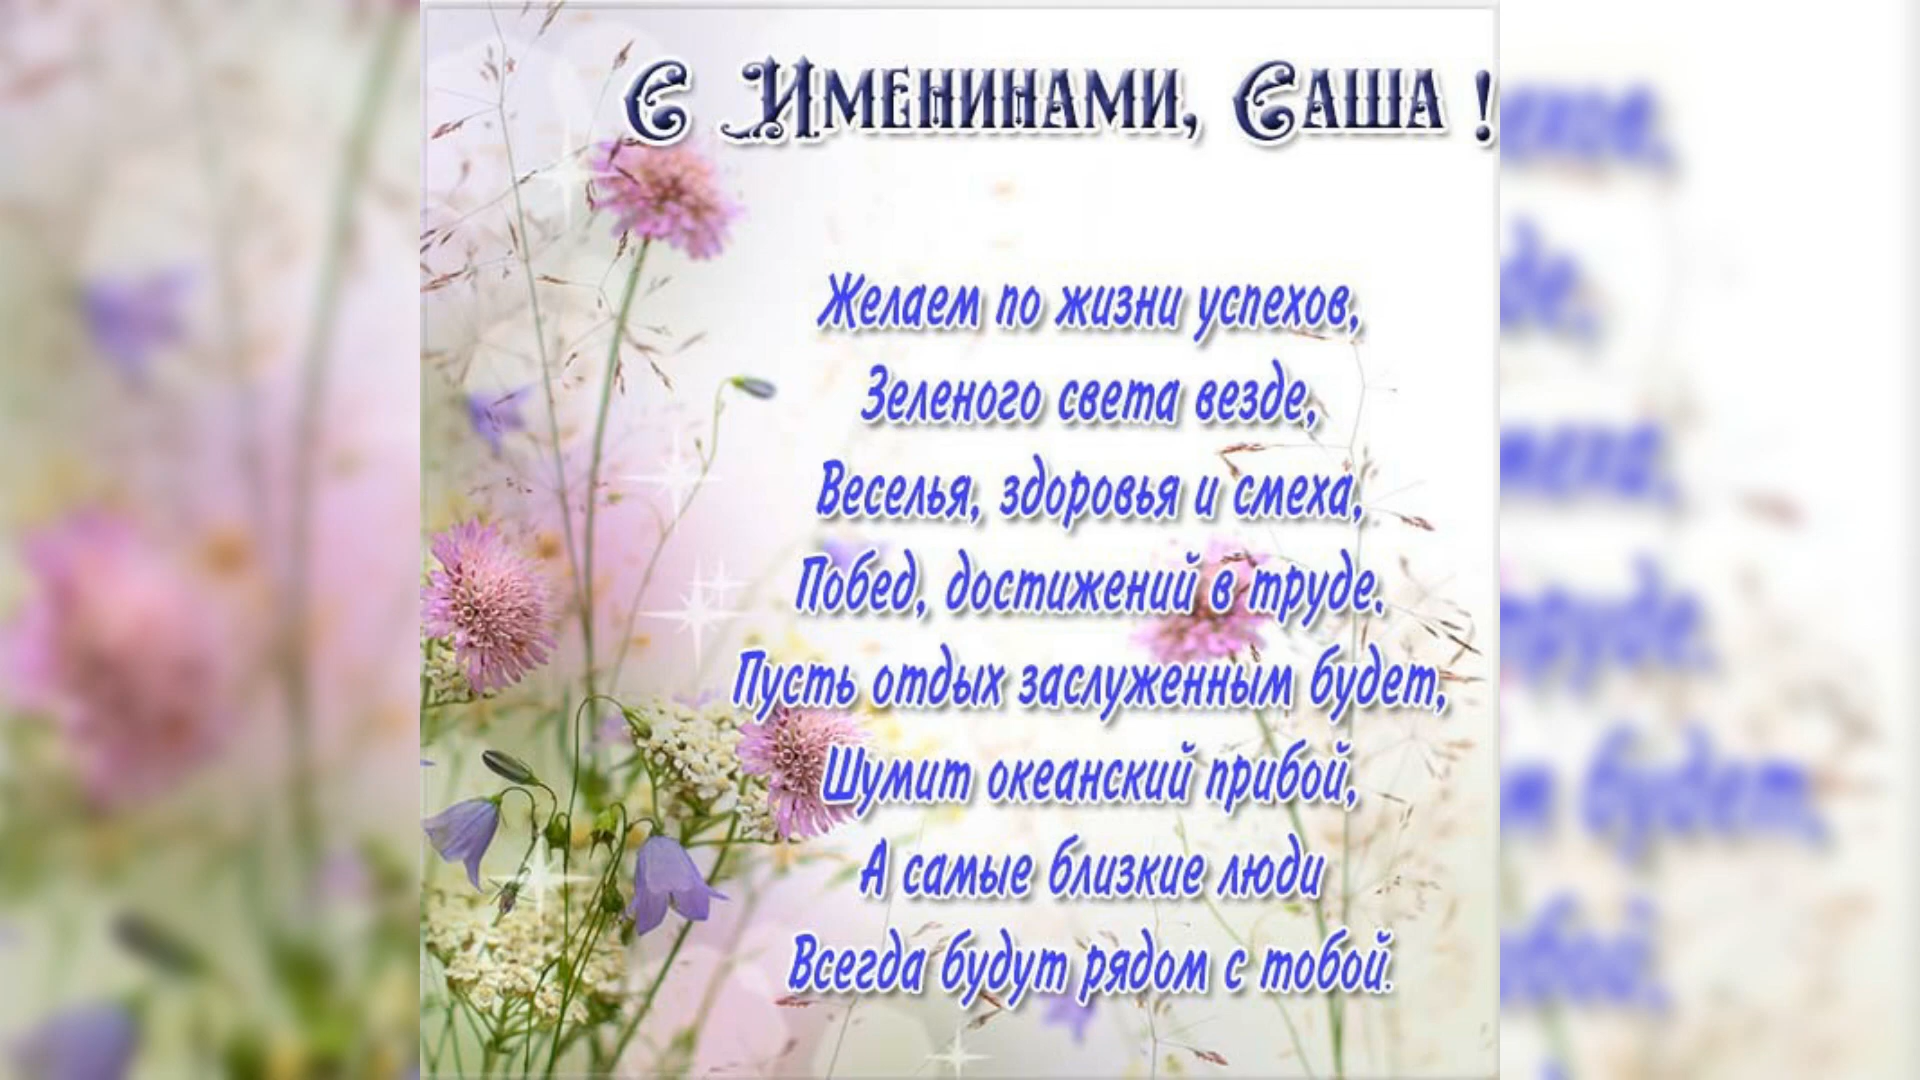 С Именинами, Саша !
Желаем по жизни успехов,
Зеленого света везде,
Веселья, здоровья и смеха,
Побед, достижений в труде.
Пусть отдых заслуженным будет,
Шумит океанский прибой,
А самые близкие люди
Всегда будут рядом с тобой.